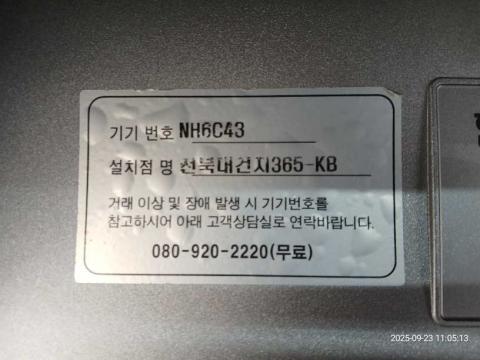 기기 번호 NH6C43
설치점 명 전북대건지365-KB
거래 이상 및 장애 발생 시 기기번호를
참고하시어 아래 고객상담실로 연락바랍니다.
080-920-2220(무료)
2025-09-23 11:05:13